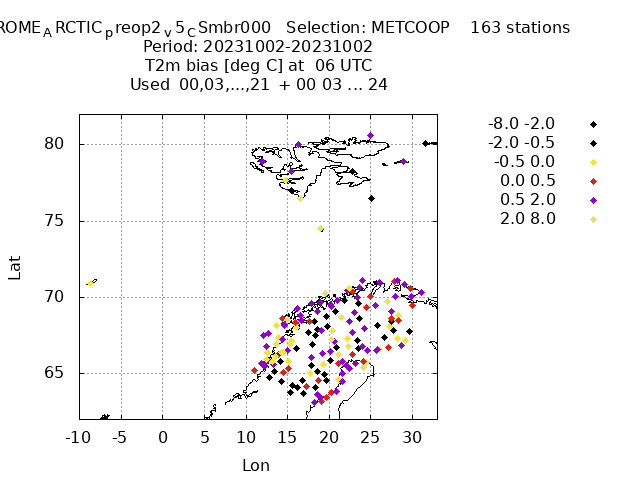 ROME_ARCTIC_preop2_v5_CSmbr000 Selection: METCOOP 163 stations
Period: 20231002-20231002
T2m bias [deg C] at 06 UTC
Used 00,03,...,21 + 00 03 ... 24
-8.0 -2.0
-2.0 -0.5
-0.5 0.0
0.0 0.5
0.5 2.0
2.0 8.0
Lat
80
75
70
65
-10 -5 0 5 10 15 20 25 30
Lon